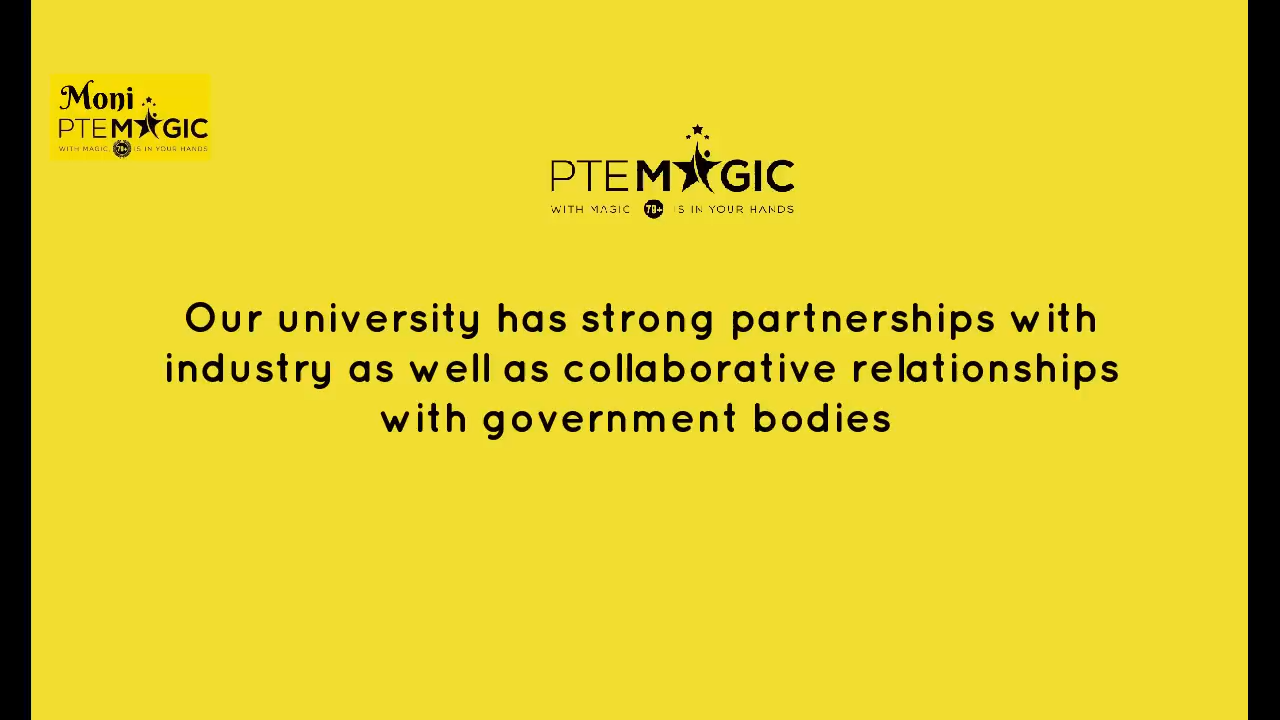 Moni
PTEMAGIC
WITH MAGIC 79+ IS IN YOUR HANDS
PTEMAGIC
WITH MAGIC 79+ IS IN YOUR HANDS
Our university has strong partnerships with
industry as well as collaborative relationships
with government bodies